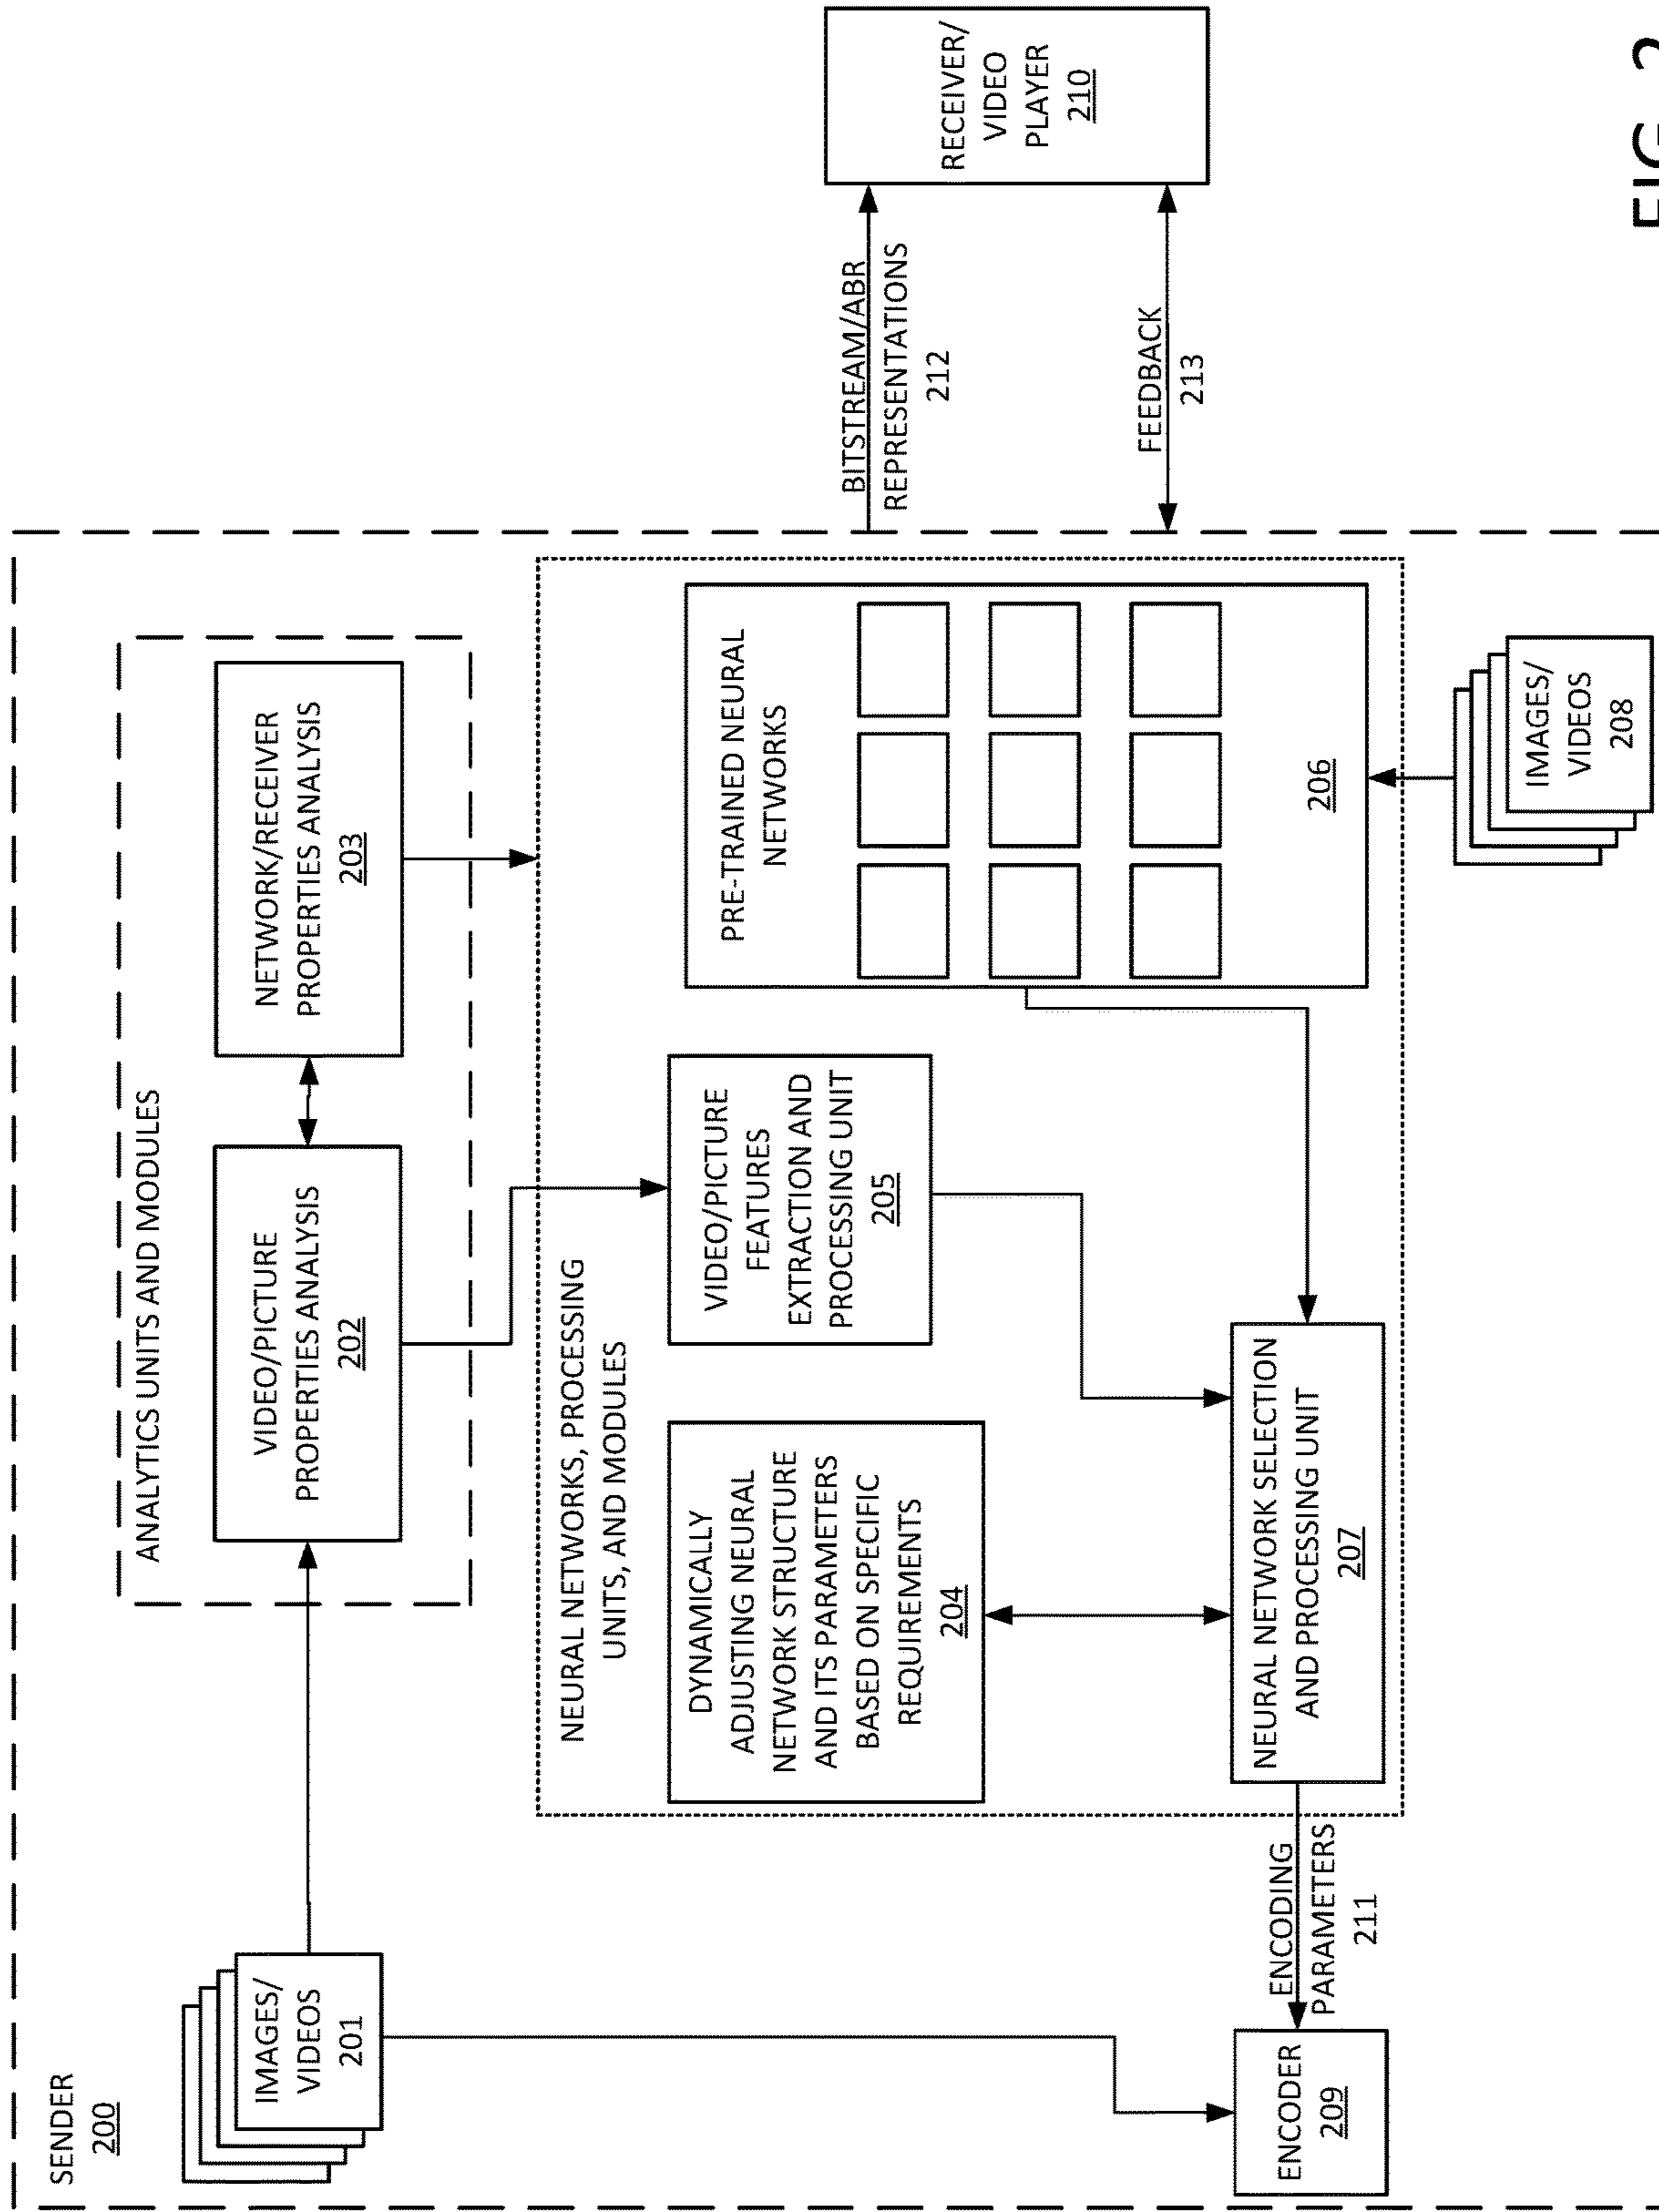 SENDER
200
IMAGES/
VIDEOS
201
ANALYTICS UNITS AND MODULES
VIDEO/PICTURE
PROPERTIES ANALYSIS
202
NETWORK/RECEIVER
PROPERTIES ANALYSIS
203
NEURAL NETWORKS, PROCESSING
UNITS, AND MODULES
DYNAMICALLY
ADJUSTING NEURAL
NETWORK STRUCTURE
AND ITS PARAMETERS
BASED ON SPECIFIC
REQUIREMENTS
204
VIDEO/PICTURE
FEATURES
EXTRACTION AND
PROCESSING UNIT
205
PRE-TRAINED NEURAL
NETWORKS
206
NEURAL NETWORK SELECTION
AND PROCESSING UNIT
207
IMAGES/
VIDEOS
208
ENCODER
209
ENCODING
PARAMETERS
211
BITSTREAM/ABR
REPRESENTATIONS
212
FEEDBACK
213
RECEIVER/
VIDEO
PLAYER
210
FIG. 2